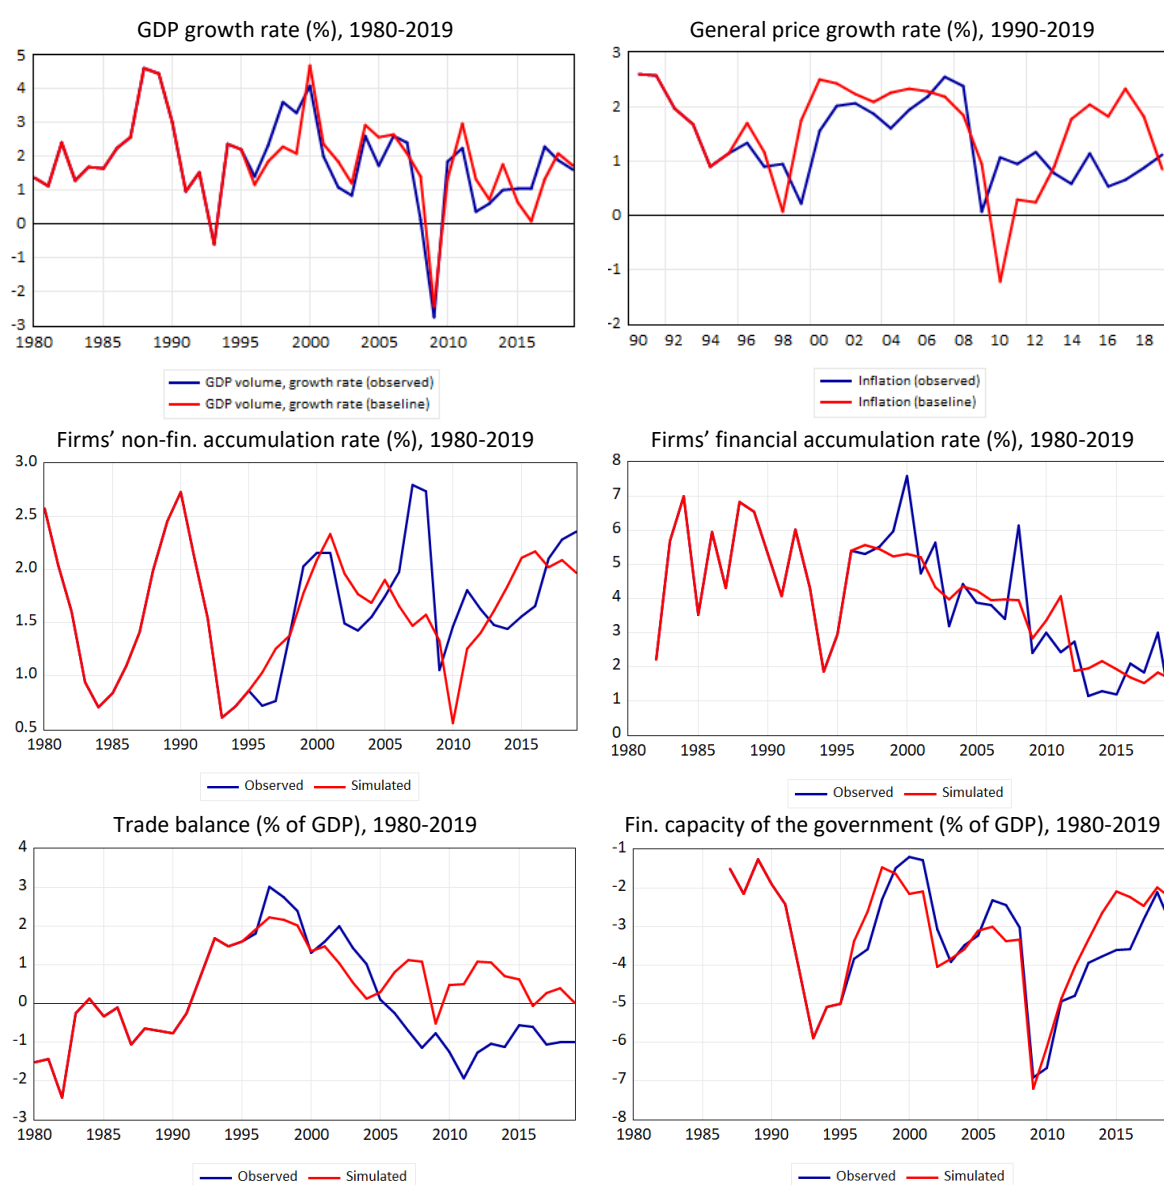 GDP growth rate (%), 1980-2019
5
4
3
2
1
0
-1
-2
-3
1980 1985 1990 1995 2000 2005 2010 2015
GDP volume, growth rate (observed)
GDP volume, growth rate (baseline)
General price growth rate (%), 1990-2019
3
2
1
0
-1
-2
90 92 94 96 98 00 02 04 06 08 10 12 14 16 18
Inflation (observed)
Inflation (baseline)
Firms' non-fin. accumulation rate (%), 1980-2019
3.0
2.5
2.0
1.5
1.0
0.5
1980 1985 1990 1995 2000 2005 2010 2015
Observed Simulated
Firms' financial accumulation rate (%), 1980-2019
8
7
6
5
4
3
2
1
0
1980 1985 1990 1995 2000 2005 2010 2015
Observed Simulated
Trade balance (% of GDP), 1980-2019
4
3
2
1
0
-1
-2
-3
1980 1985 1990 1995 2000 2005 2010 2015
Observed Simulated
Fin. capacity of the government (% of GDP), 1980-2019
-1
-2
-3
-4
-5
-6
-7
-8
1980 1985 1990 1995 2000 2005 2010 2015
Observed Simulated